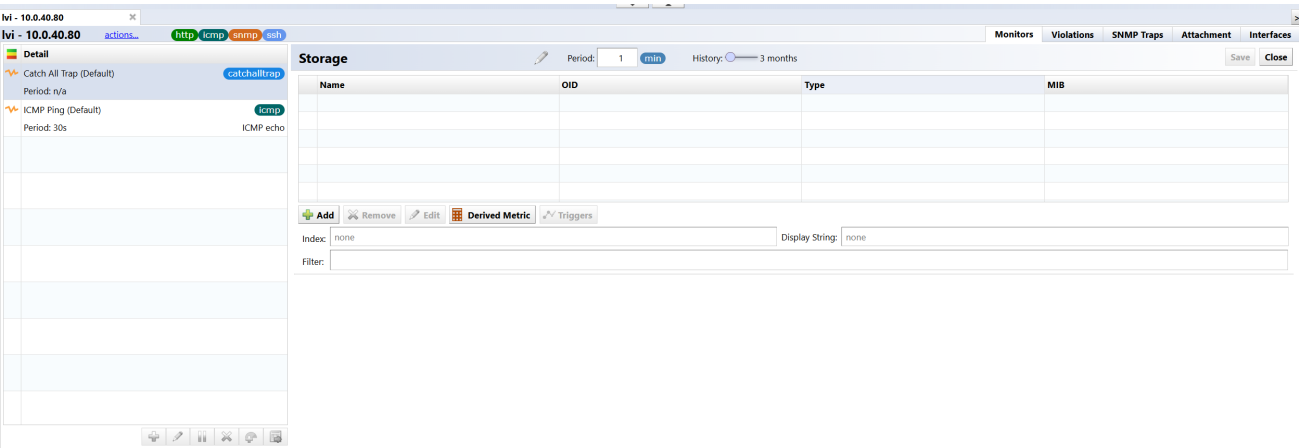 lvi - 10.0.40.80
lvi - 10.0.40.80 actions... http icmp snmp ssh Monitors Violations SNMP Traps Attachment Interfaces
Detail
Catch All Trap (Default) catchalltrap
Period: n/a
ICMP Ping (Default) icmp
Period: 30s ICMP echo
Storage Period: 1 min History: 3 months Save Close
Name OID Type MIB
Add Remove Edit Derived Metric Triggers
Index: none Display String: none
Filter: